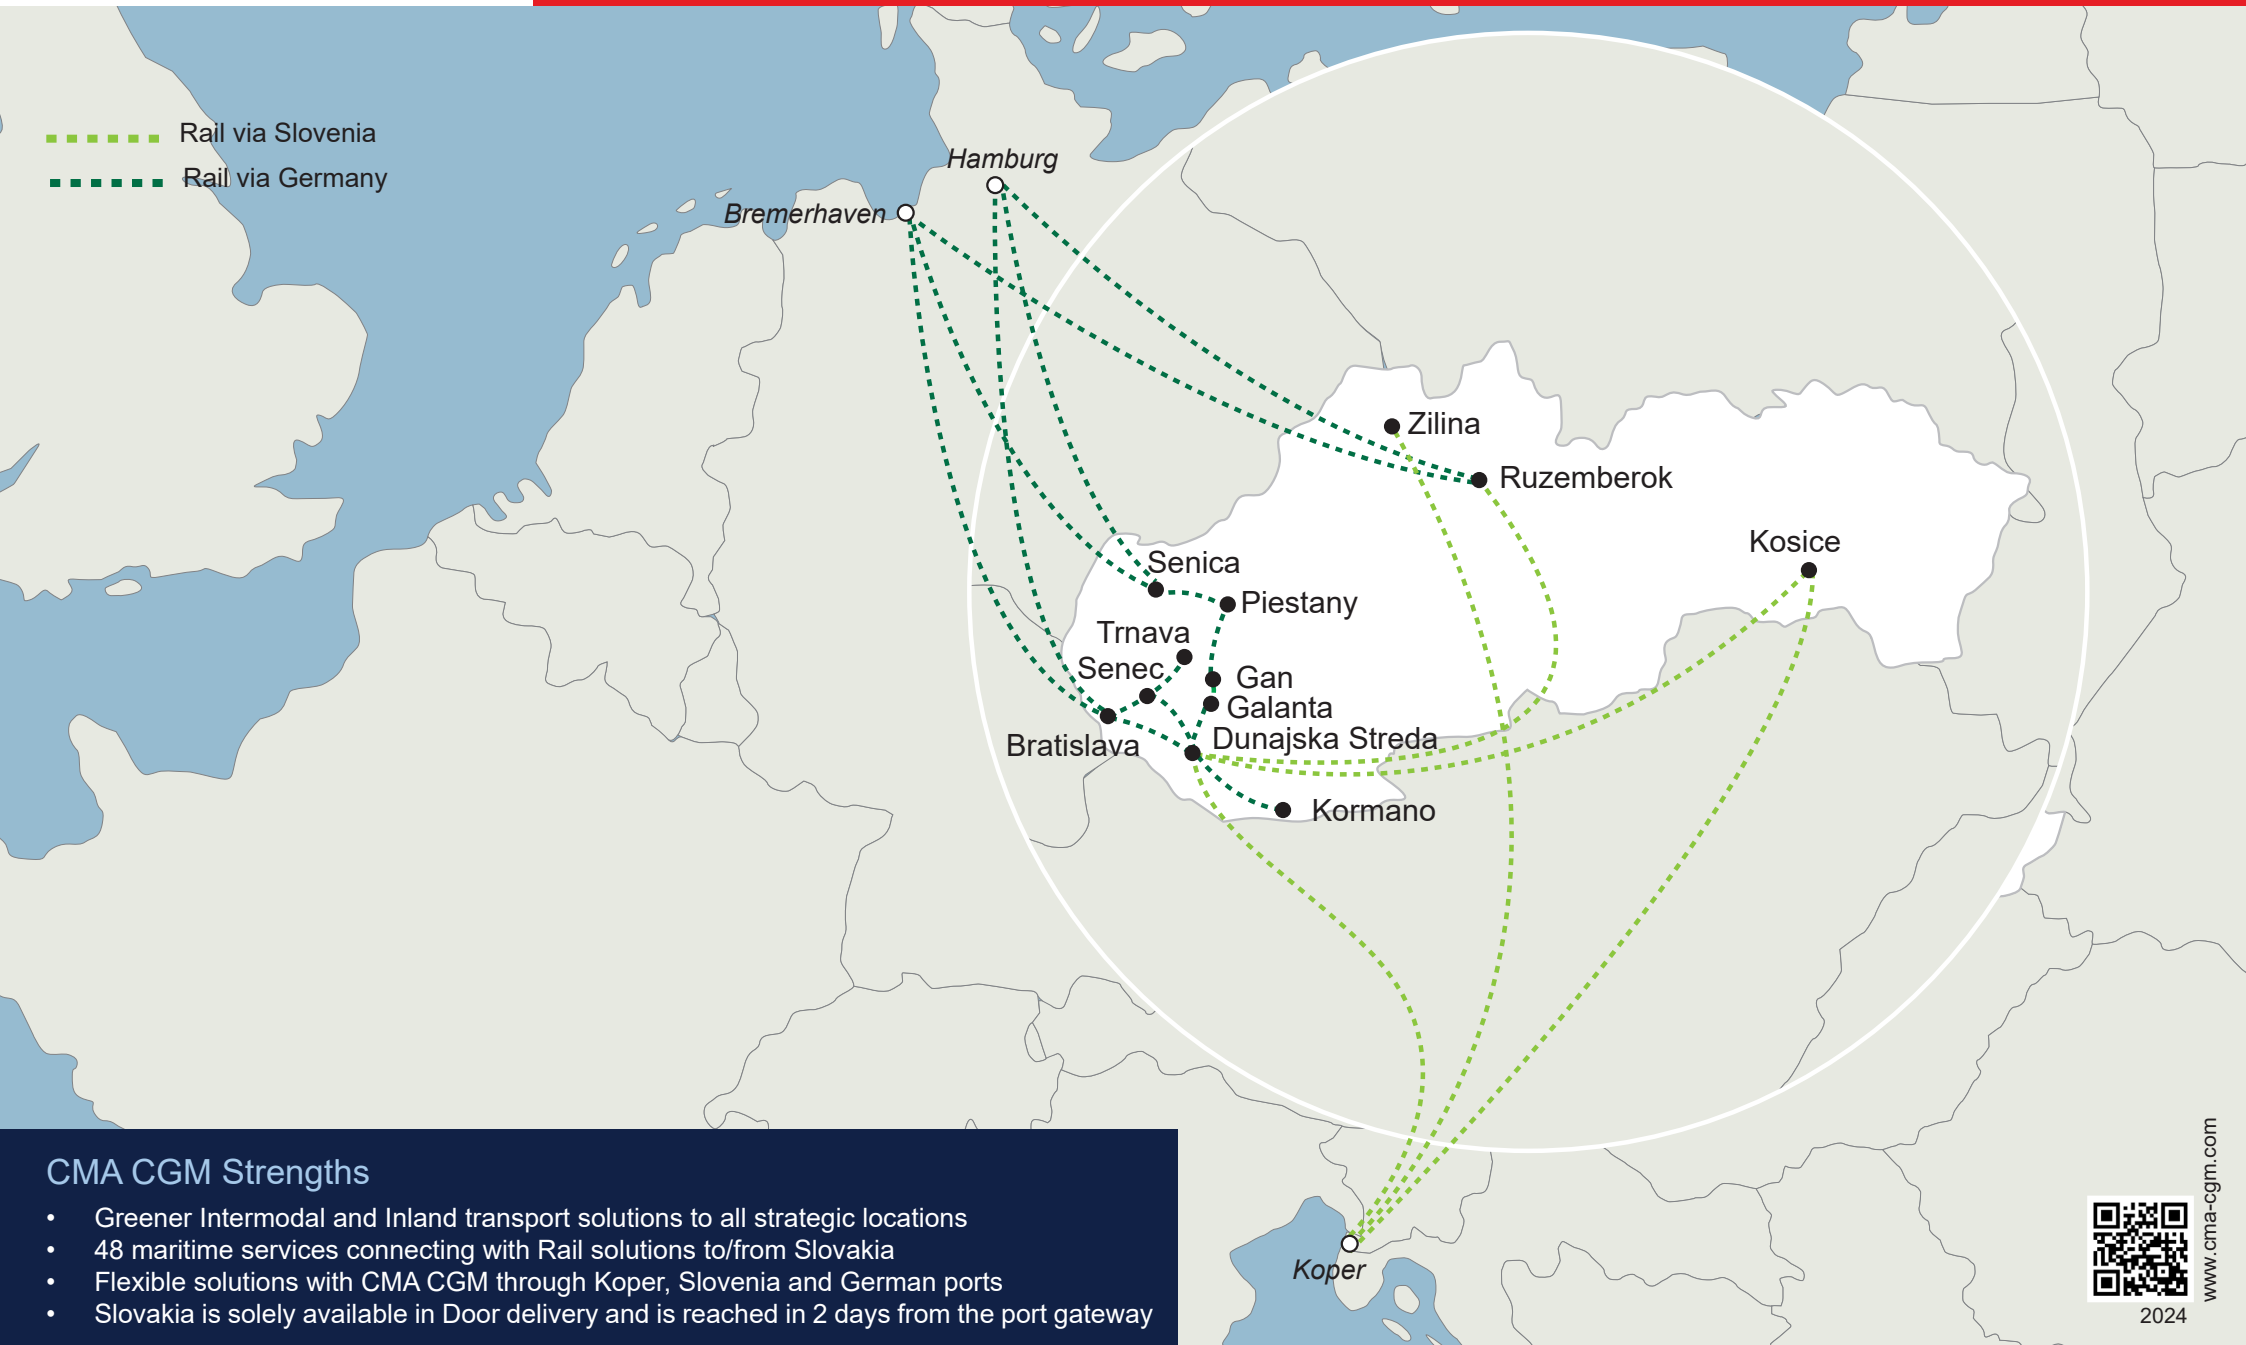 Rail via Slovenia
Rail via Germany
Hamburg
Bremerhaven
Zilina
Ruzemberok
Kosice
Senica
Piestany
Trnava
Senec
Gan
Galanta
Dunajska Streda
Bratislava
Kormano
Koper
CMA CGM Strengths
• Greener Intermodal and Inland transport solutions to all strategic locations
• 48 maritime services connecting with Rail solutions to/from Slovakia
• Flexible solutions with CMA CGM through Koper, Slovenia and German ports
• Slovakia is solely available in Door delivery and is reached in 2 days from the port gateway
www.cma-cgm.com
2024